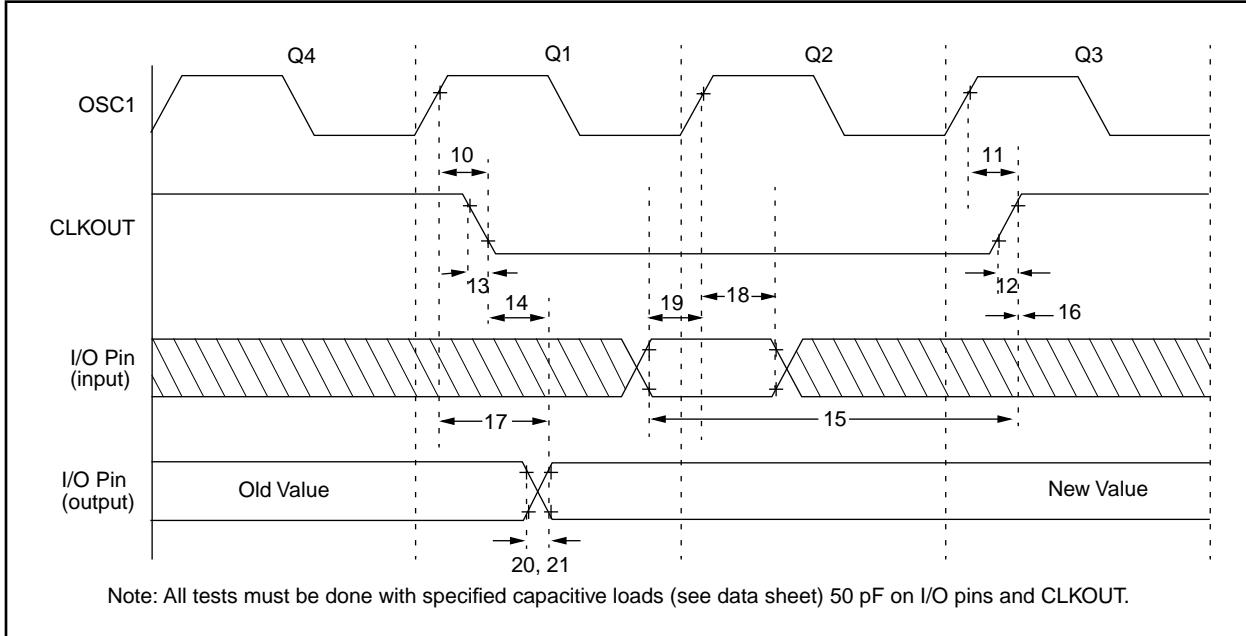 Q4 Q1 Q2 Q3
OSC1
10 11
CLKOUT
13 12
14 19 18 16
I/O Pin
(input)
17 15
I/O Pin
(output)
Old Value New Value
20, 21
Note: All tests must be done with specified capacitive loads (see data sheet) 50 pF on I/O pins and CLKOUT.